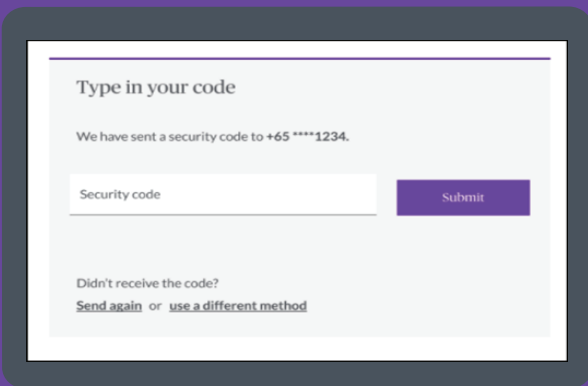 Type in your code
We have sent a security code to +65 ****1234.
Security code
Submit
Didn't receive the code?
Send again or use a different method